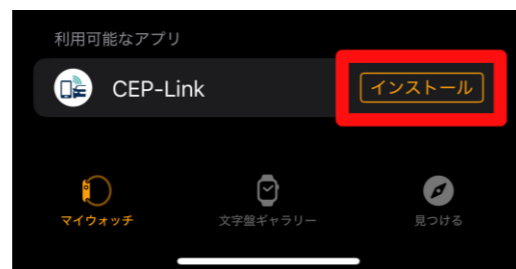 利用可能なアプリ
CEP-Link
インストール
マイウォッチ
文字盤ギャラリー
見つける